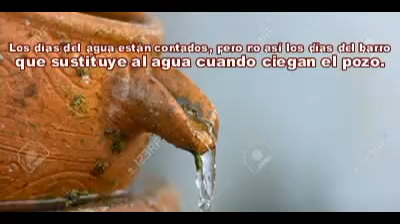 Los días del agua están contados, pero no así los días del barro
que sustituye al agua cuando ciegan el pozo.
123RF